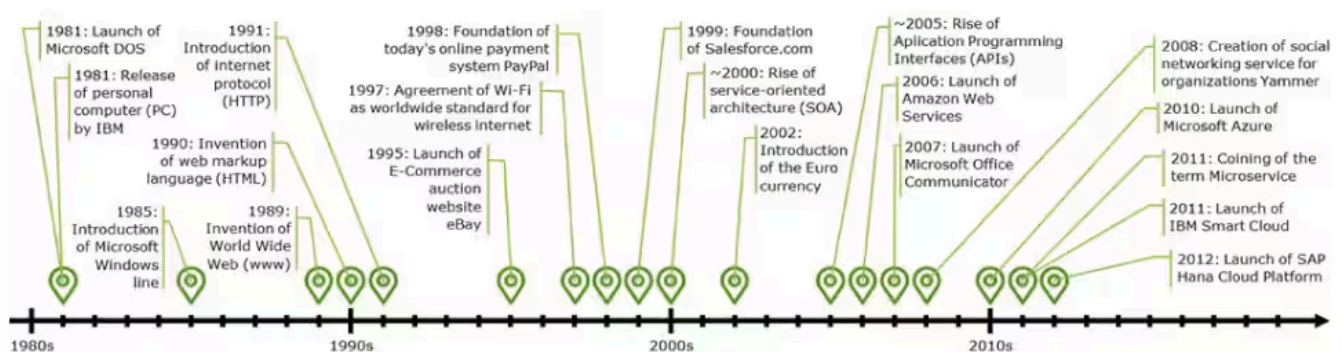 1981: Launch of
Microsoft DOS
1981: Release
of personal
computer (PC)
by IBM
1985:
Introduction
of Microsoft
Windows
line
1989:
Invention of
World Wide
Web (www)
1990: Invention
of web markup
language (HTML)
1991:
Introduction
of internet
protocol
(HTTP)
1995: Launch of
E-Commerce
auction
website
eBay
1997: Agreement of Wi-Fi
as worldwide standard for
wireless internet
1998: Foundation of
today's online payment
system PayPal
1999: Foundation
of Salesforce.com
~2000: Rise of
service-oriented
architecture (SOA)
2002:
Introduction
of the Euro
currency
~2005: Rise of
Aplication Programming
Interfaces (APIs)
2006: Launch of
Amazon Web
Services
2007: Launch of
Microsoft Office
Communicator
2008: Creation of social
networking service for
organizations Yammer
2010: Launch of
Microsoft Azure
2011: Coining of the
term Microservice
2011: Launch of
IBM Smart Cloud
2012: Launch of SAP
Hana Cloud Platform
1980s
1990s
2000s
2010s